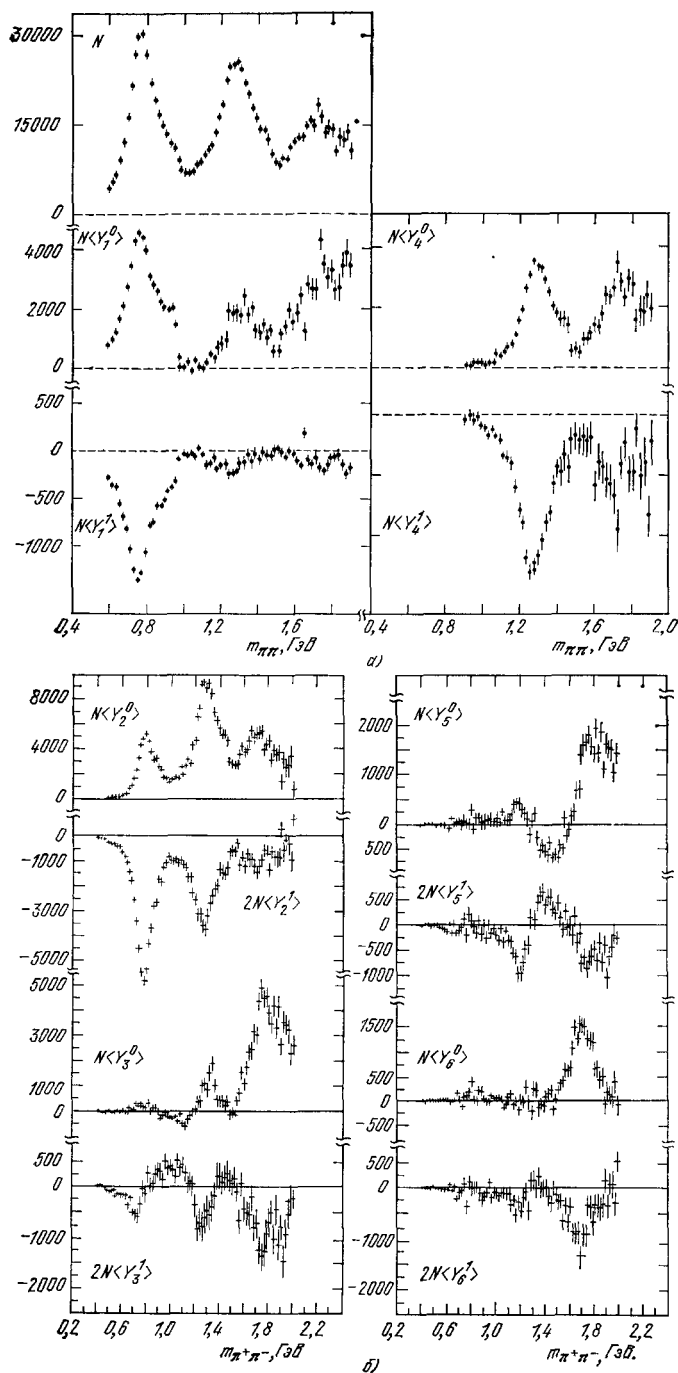 30000
N
15000
0
N⟨Y₁⁰⟩
4000
2000
0
500
0
-500
N⟨Y₁¹⟩
-1000
0,4 0,8 1,2 1,6
m_ππ, ГэВ
N⟨Y₄⁰⟩
N⟨Y₄¹⟩
0,4 0,8 1,2 1,6 2,0
m_ππ, ГэВ
а)
8000
N⟨Y₂⁰⟩
4000
0
0
-1000
2N⟨Y₂¹⟩
-3000
-5000
5000
3000
N⟨Y₃⁰⟩
1000
0
500
0
-1000
2N⟨Y₃¹⟩
-2000
0,2 0,6 1,0 1,4 1,8 2,2
m_π⁺π⁻, ГэВ
N⟨Y₅⁰⟩
2000
1000
0
500
500
2N⟨Y₅¹⟩
0
-500
-1000
1500
N⟨Y₆⁰⟩
500
0
-500
500
0
-1000
2N⟨Y₆¹⟩
-2000
0,2 0,6 1,0 1,4 1,8 2,2
m_π⁺π⁻, ГэВ.
б)